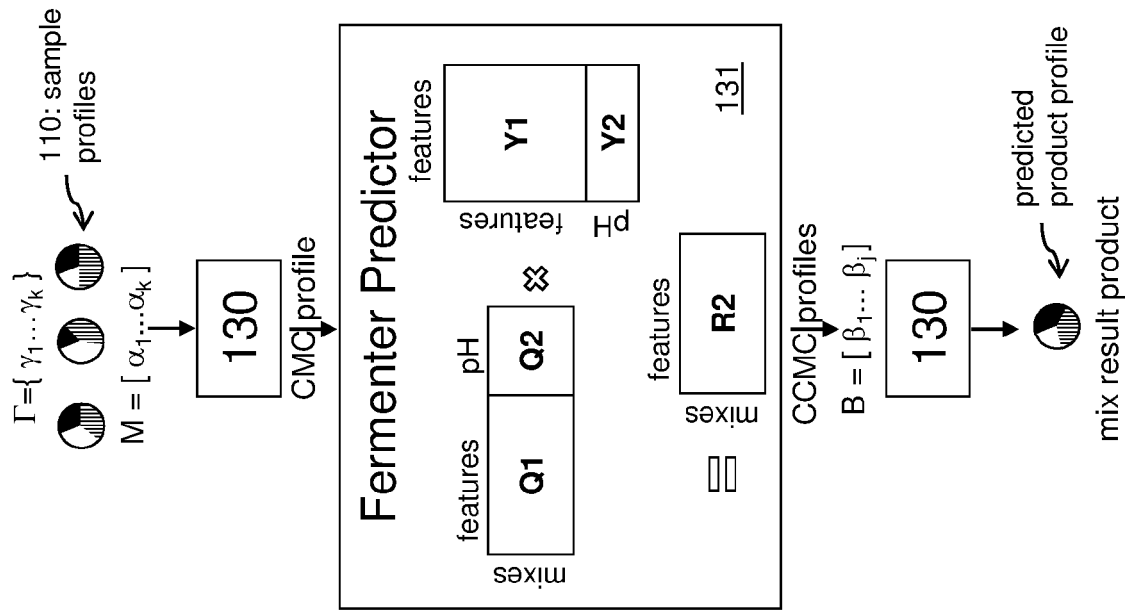 Γ={ γ₁... γₖ }
110: sample
profiles
M = [ α₁...αₖ]
130
CMC profile
Fermenter Predictor
features
pH
mixes
Q1
Q2
features
features
pH
Y1
Y2
features
mixes
R2
131
CCMC profiles
B = [ β₁... βⱼ]
130
predicted
product profile
mix result product